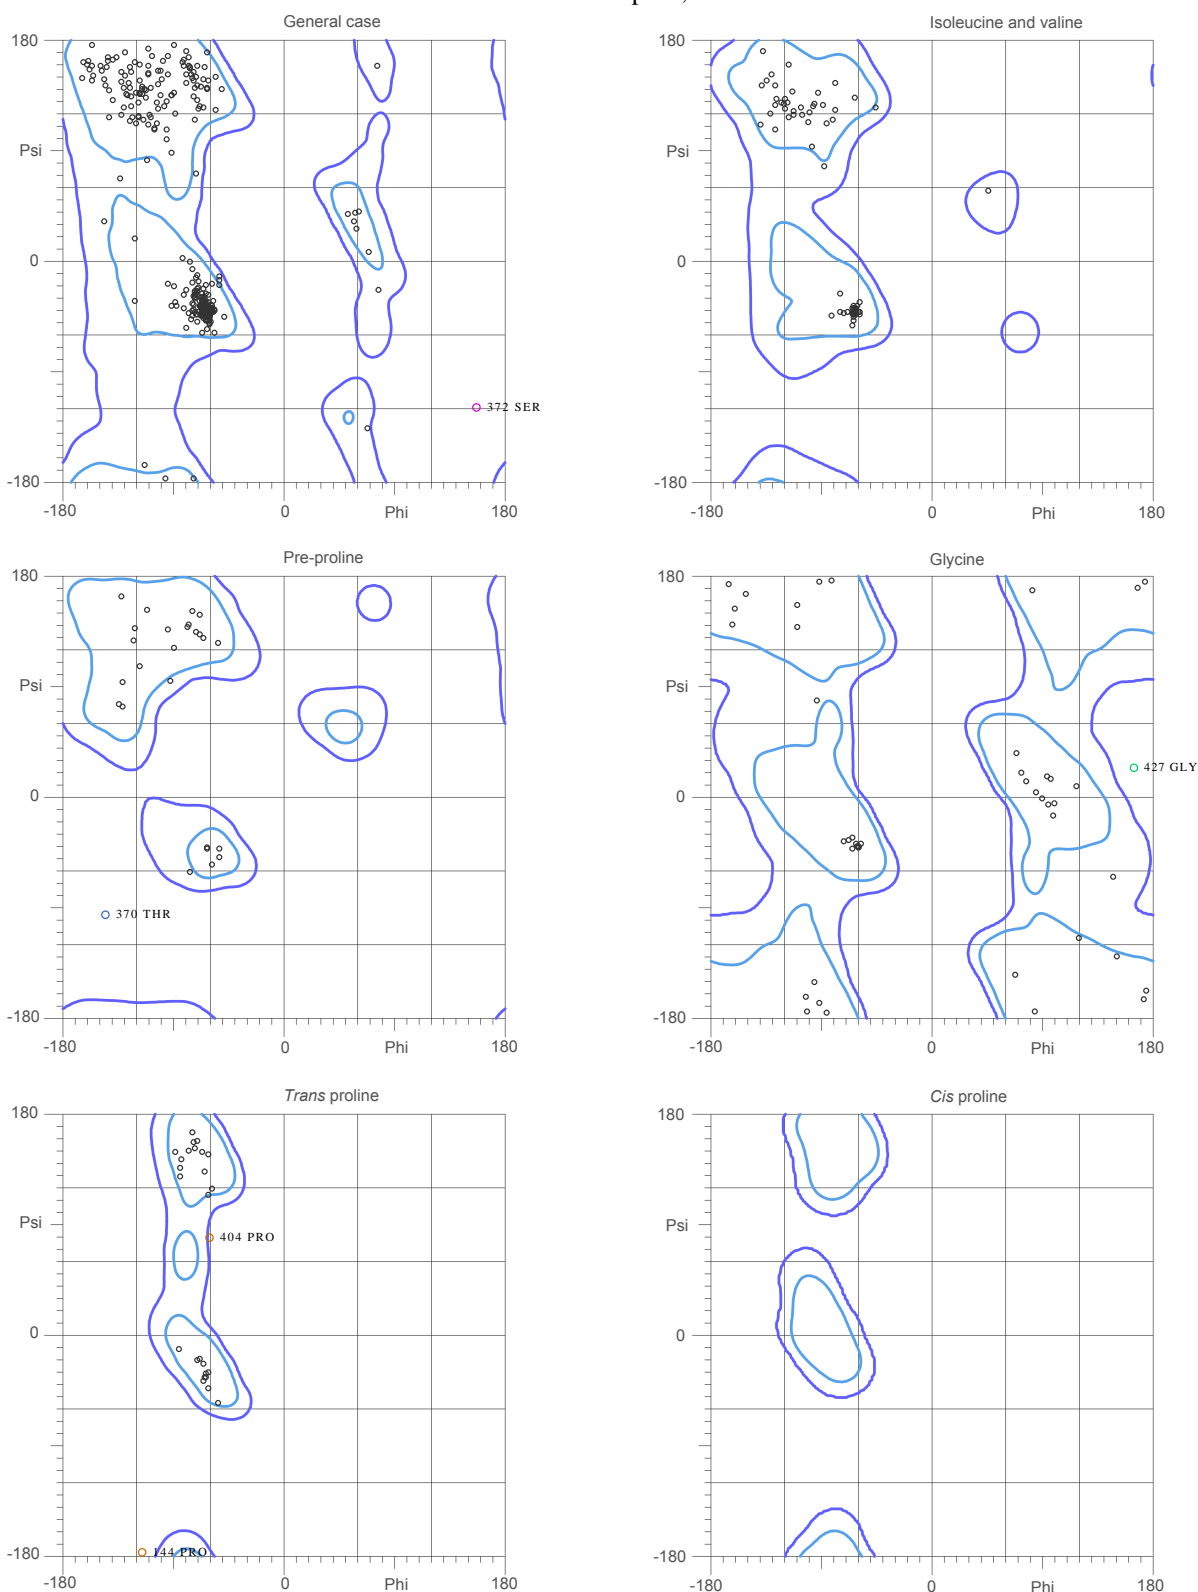 General case
Isoleucine and valine
180
180
Psi
Psi
0
0
372 SER
-180
-180
-180
0
Phi
180
-180
0
Phi
180
Pre-proline
Glycine
180
180
Psi
Psi
427 GLY
0
0
370 THR
-180
-180
-180
0
Phi
180
-180
0
Phi
180
Trans proline
Cis proline
180
180
Psi
Psi
404 PRO
0
0
144 PRO
-180
-180
-180
0
Phi
180
-180
0
Phi
180